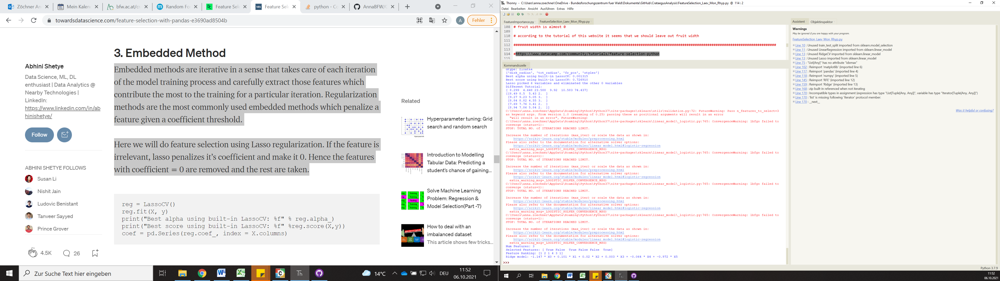 Zöchner An
Mein Kalend
bfw.ac.at/cr
Random Fo
Feature Sel
Feature Sel
python - Co
AnnaBFW/C
towardsdatascience.com/feature-selection-with-pandas-e3690ad8504b
A
Fehler
Abhini Shetye
Data Science, ML, DL
enthusiast | Data Analytics @
Nearby Technologies |
LinkedIn:
https://www.linkedin.com/in/ab
hinishetye/
Follow
ABHINI SHETYE FOLLOWS
Susan Li
Nishit Jain
Ludovic Benistant
Tanveer Sayyed
Prince Grover
4.5K
26
3. Embedded Method
Embedded methods are iterative in a sense that takes care of each iteration
of the model training process and carefully extract those features which
contribute the most to the training for a particular iteration. Regularization
methods are the most commonly used embedded methods which penalize a
feature given a coefficient threshold.
Here we will do feature selection using Lasso regularization. If the feature is
irrelevant, lasso penalizes it’s coefficient and make it 0. Hence the features
with coefficient = 0 are removed and the rest are taken.
reg = LassoCV()
reg.fit(X, y)
print("Best alpha using built-in LassoCV: %f" % reg.alpha_)
print("Best score using built-in LassoCV: %f" %reg.score(X,y))
coef = pd.Series(reg.coef_, index = X.columns)
Related
Hyperparameter tuning: Grid
search and random search
Introduction to Modelling
Tabular Data: Predicting a
student’s chance of gaining...
Solve Machine Learning
Problem: Regression &
Model Selection(Part -7)
How to deal with an
imbalanced dataset
This article shows few tricks...
Zur Suche Text hier eingeben
14°C
DEU
11:52
06.10.2021
Thonny - C:\Users\anna.zoechner\OneDrive - Bundesforschungszentrum fuer Wald\Dokumente\GitHub\CrataegusAnalysis\FeatureSelection_Laev_Mon_Rhyp.py @ 114 : 2
Datei Bearbeiten Ansicht Ausführen Extras Hilfe
FeatureImportance.py
FeatureSelection_Laev_Mon_Rhyp.py
108 # fruit width is almost 0
109
110 # according to the tutorial of this website it seems that we should leave out fruit width
111
112
113
114 #https://www.datacamp.com/community/tutorials/feature-selection-python
115
Kommandozeile
dtype: float64
['disk_radius', 'tot_radius', 'fr_pos', 'styles']
Best alpha using built-in LassoCV: 0.001315
Best score using built-in LassoCV: 0.726910
Lasso picked 6 variables and eliminated the other 0 variables
Different Tutorial:
[ 8.299 4.648 23.588 9.92 10.583 74.437]
[[8.49 8.5 5.43 2. ]
[9.27 9.23 5.05 3. ]
[8.84 8.82 4.55 3. ]
[7.69 7.76 3.41 2. ]
[8.94 7.86 5.84 2. ]]
C:\Users\anna.zoechner\AppData\Roaming\Python\Python37\site-packages\sklearn\utils\validation.py:72: FutureWarning: Pass n_features_to_select=3
as keyword args. From version 1.0 (renaming of 0.25) passing these as positional arguments will result in an error
"will result in an error", FutureWarning)
C:\Users\anna.zoechner\AppData\Roaming\Python\Python37\site-packages\sklearn\linear_model\_logistic.py:765: ConvergenceWarning: lbfgs failed to
converge (status=1):
STOP: TOTAL NO. of ITERATIONS REACHED LIMIT.
Increase the number of iterations (max_iter) or scale the data as shown in:
https://scikit-learn.org/stable/modules/preprocessing.html
Please also refer to the documentation for alternative solver options:
https://scikit-learn.org/stable/modules/linear_model.html#logistic-regression
extra_warning_msg=_LOGISTIC_SOLVER_CONVERGENCE_MSG)
C:\Users\anna.zoechner\AppData\Roaming\Python\Python37\site-packages\sklearn\linear_model\_logistic.py:765: ConvergenceWarning: lbfgs failed to
converge (status=1):
STOP: TOTAL NO. of ITERATIONS REACHED LIMIT.
Increase the number of iterations (max_iter) or scale the data as shown in:
https://scikit-learn.org/stable/modules/preprocessing.html
Please also refer to the documentation for alternative solver options:
https://scikit-learn.org/stable/modules/linear_model.html#logistic-regression
extra_warning_msg=_LOGISTIC_SOLVER_CONVERGENCE_MSG)
C:\Users\anna.zoechner\AppData\Roaming\Python\Python37\site-packages\sklearn\linear_model\_logistic.py:765: ConvergenceWarning: lbfgs failed to
converge (status=1):
STOP: TOTAL NO. of ITERATIONS REACHED LIMIT.
Increase the number of iterations (max_iter) or scale the data as shown in:
https://scikit-learn.org/stable/modules/preprocessing.html
Please also refer to the documentation for alternative solver options:
https://scikit-learn.org/stable/modules/linear_model.html#logistic-regression
extra_warning_msg=_LOGISTIC_SOLVER_CONVERGENCE_MSG)
C:\Users\anna.zoechner\AppData\Roaming\Python\Python37\site-packages\sklearn\linear_model\_logistic.py:765: ConvergenceWarning: lbfgs failed to
converge (status=1):
STOP: TOTAL NO. of ITERATIONS REACHED LIMIT.
Increase the number of iterations (max_iter) or scale the data as shown in:
https://scikit-learn.org/stable/modules/preprocessing.html
Please also refer to the documentation for alternative solver options:
https://scikit-learn.org/stable/modules/linear_model.html#logistic-regression
extra_warning_msg=_LOGISTIC_SOLVER_CONVERGENCE_MSG)
Num Features: 3
Selected Features: [ True False True False False True]
Feature Ranking: [1 2 1 4 3 1]
Ridge model: -1.147 * X0 + 0.101 * X1 + 0.02 * X2 + 0.003 * X3 + -0.064 * X4 + -0.972 * X5
>>>
Assistent
Objektinspektor
Warnings
May be ignored if you are happy with your program.
FeatureSelection_Laev_Mon_Rhyp.py
Line 10 : Unused train_test_split imported from sklearn.model_selection
Line 11 : Unused LinearRegression imported from sklearn.linear_model
Line 13 : Unused RidgeCV imported from sklearn.linear_model
Line 13 : Unused Lasso imported from sklearn.linear_model
Line 75 : "List[Any]" has no attribute "idxmax"
Line 102 : Reimport 'matplotlib' (imported line 6)
Line 117 : Reimport 'pandas' (imported line 4)
Line 118 : Reimport 'numpy' (imported line 5)
Line 145 : Reimport 'RFE' (imported line 12)
Line 159 : Reimport 'Ridge' (imported line 13)
Line 168 : zip built-in referenced when not iterating
Line 170 : Incompatible types in assignment (expression has type "List[Tuple[Any, Any]]", variable has type "Iterator[Tuple[Any, Any]]")
Line 170 : 'list' is missing following 'Iterator' protocol member:
Line 170 : __next__
Was it helpful or confusing?
Python 3.7.9
11:52
06.10.2021